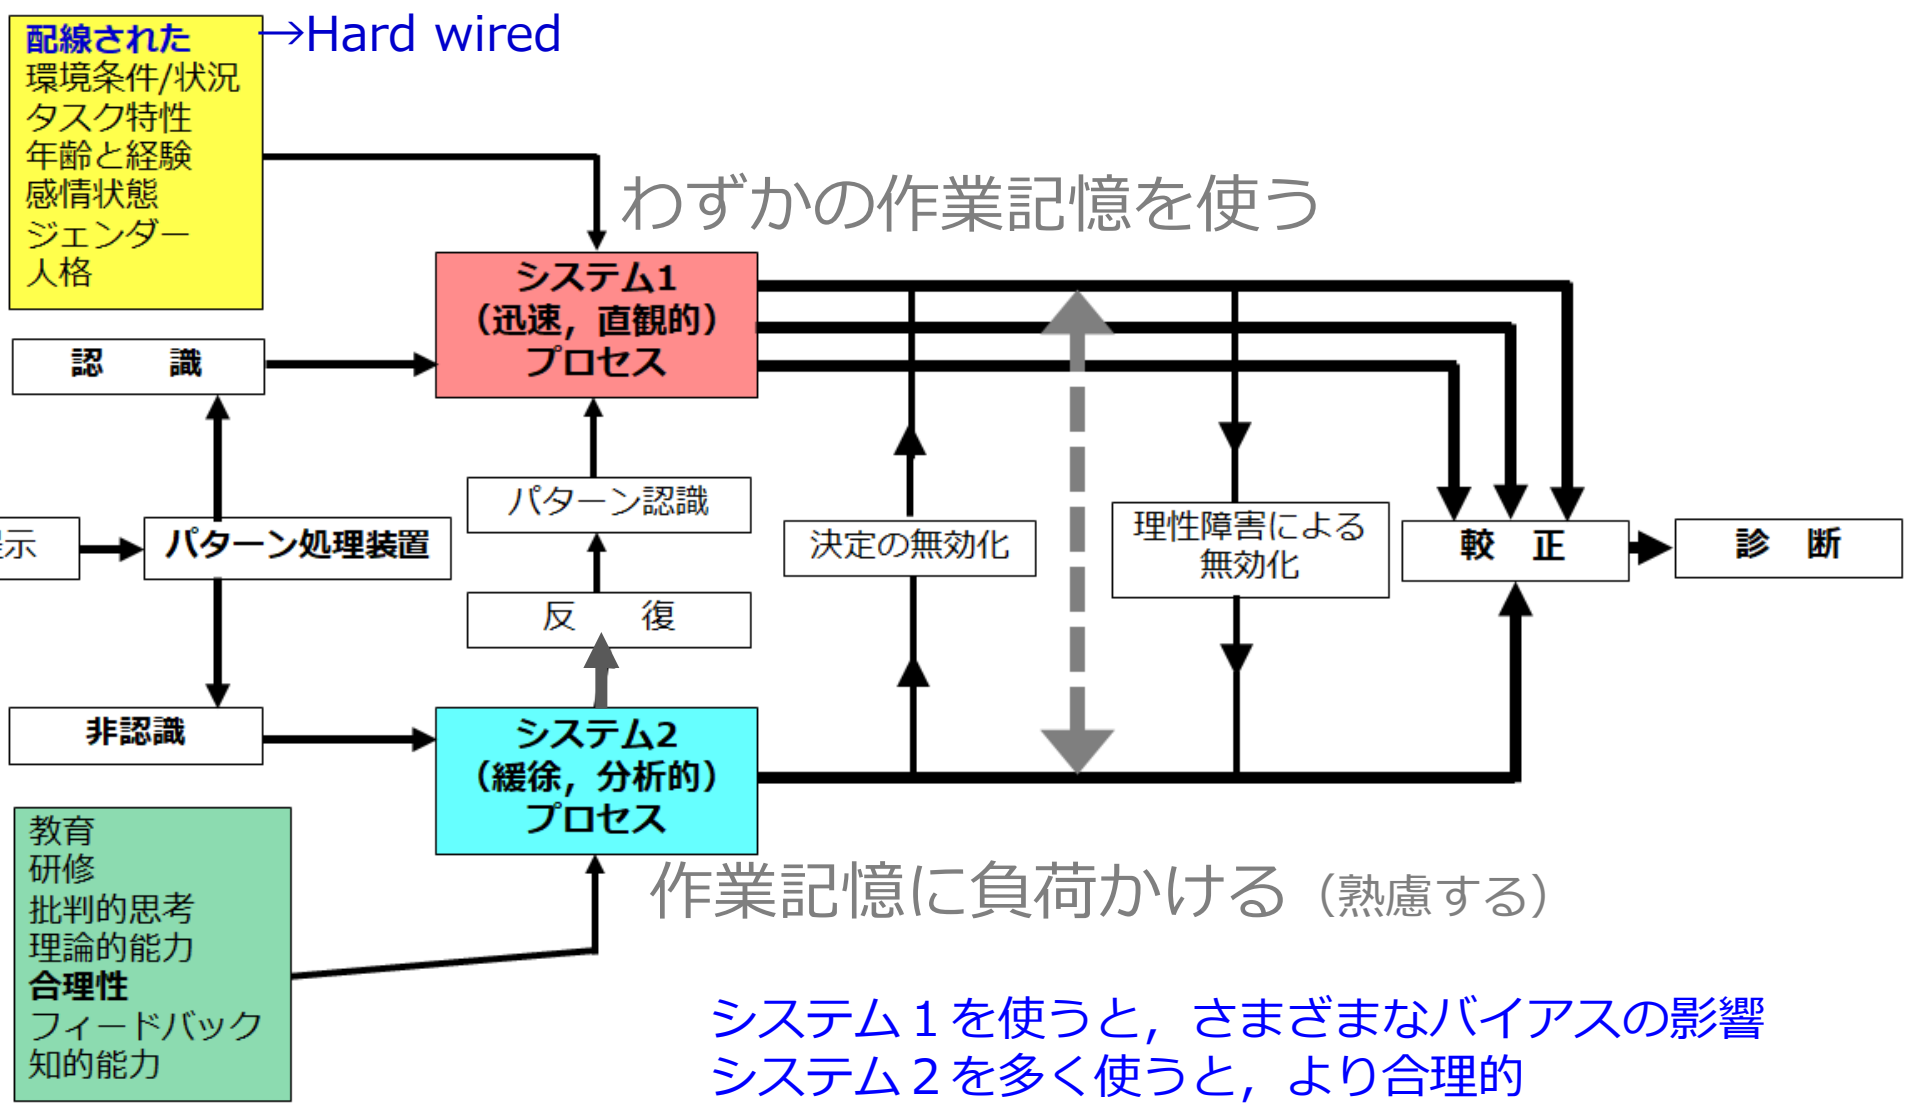 配線された
→Hard wired
環境条件/状況
タスク特性
年齢と経験
感情状態
ジェンダー
人格
わずかの作業記憶を使う
システム1
（迅速，直観的）
プロセス
認　識
パターン認識
示
パターン処理装置
決定の無効化
理性障害による
無効化
較　正
診　断
反　復
非認識
システム2
（緩徐，分析的）
プロセス
教育
研修
批判的思考
理論的能力
合理性
フィードバック
知的能力
作業記憶に負荷かける（熟慮する）
システム１を使うと，さまざまなバイアスの影響
システム２を多く使うと，より合理的